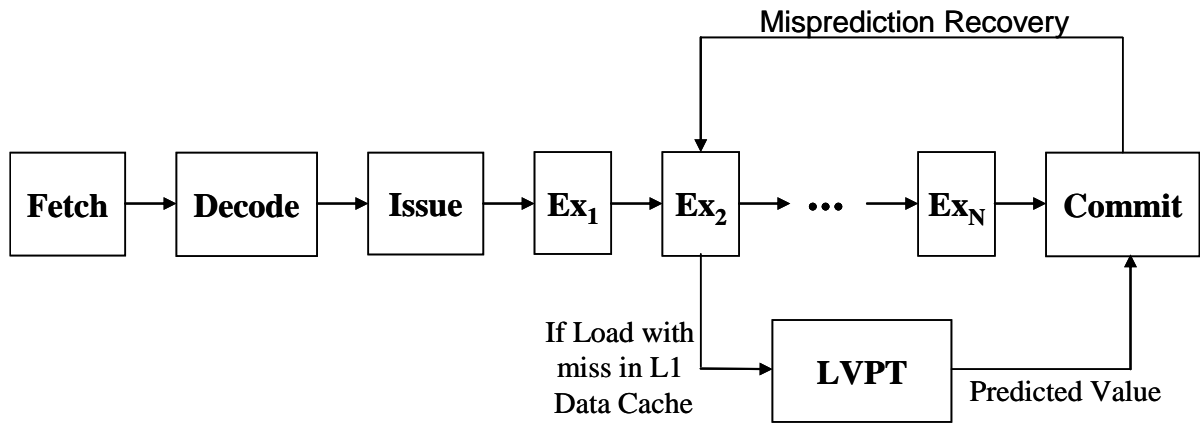 Misprediction Recovery
Fetch
Decode
Issue
Ex1
Ex2
...
ExN
Commit
If Load with
miss in L1
Data Cache
LVPT
Predicted Value